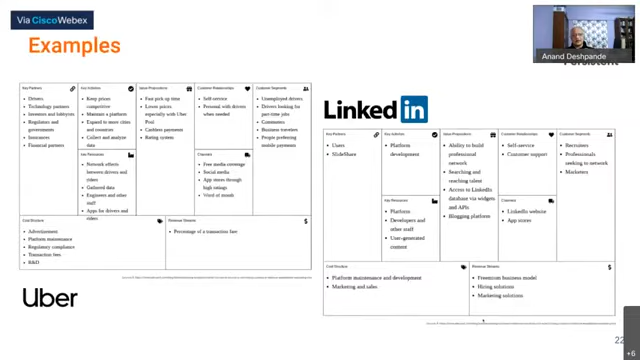 Via CiscoWebex
Examples
Anand Deshpande
Persistent
Key Partners
Drivers
Technology partners
Investors and lobbyists
Regulators and
governments
Insurances
Financial partners
Key Activities
Keep prices
competitive
Maintain a platform
Expand to more cities
and countries
Collect and analyze
data
Key Resources
Network effects
between drivers and
riders
Gathered data
Engineers and other
staff
Apps for drivers and
riders
Value Propositions
Fast pick up time
Lower prices
especially with Uber
Pool
Cashless payments
Rating system
Customer Relationships
Self-service
Personal with drivers
when needed
Channels
Free media coverage
Social media
App stores through
high ratings
Word of mouth
Customer Segments
Unemployed drivers
Drivers looking for
part-time jobs
Commuters
Business travelers
People preferring
mobile payments
Cost Structure
Advertisement
Platform maintenance
Regulatory compliance
Transaction fees
R&D
Revenue Streams
Percentage of a transaction fare
Uber
Linked in
Key Partners
Users
SlideShare
Key Activities
Platform
development
Key Resources
Platform
Developers and
other staff
User-generated
content
Value Propositions
Ability to build
professional
network
Searching and
reaching talent
Access to LinkedIn
database via widgets
and APIs
Blogging platform
Customer Relationships
Self-service
Customer support
Channels
LinkedIn website
App stores
Customer Segments
Recruiters
Professionals
seeking to network
Marketers
Cost Structure
Platform maintenance and development
Marketing and sales
Revenue Streams
Freemium business model
Hiring solutions
Marketing solutions
22
+6